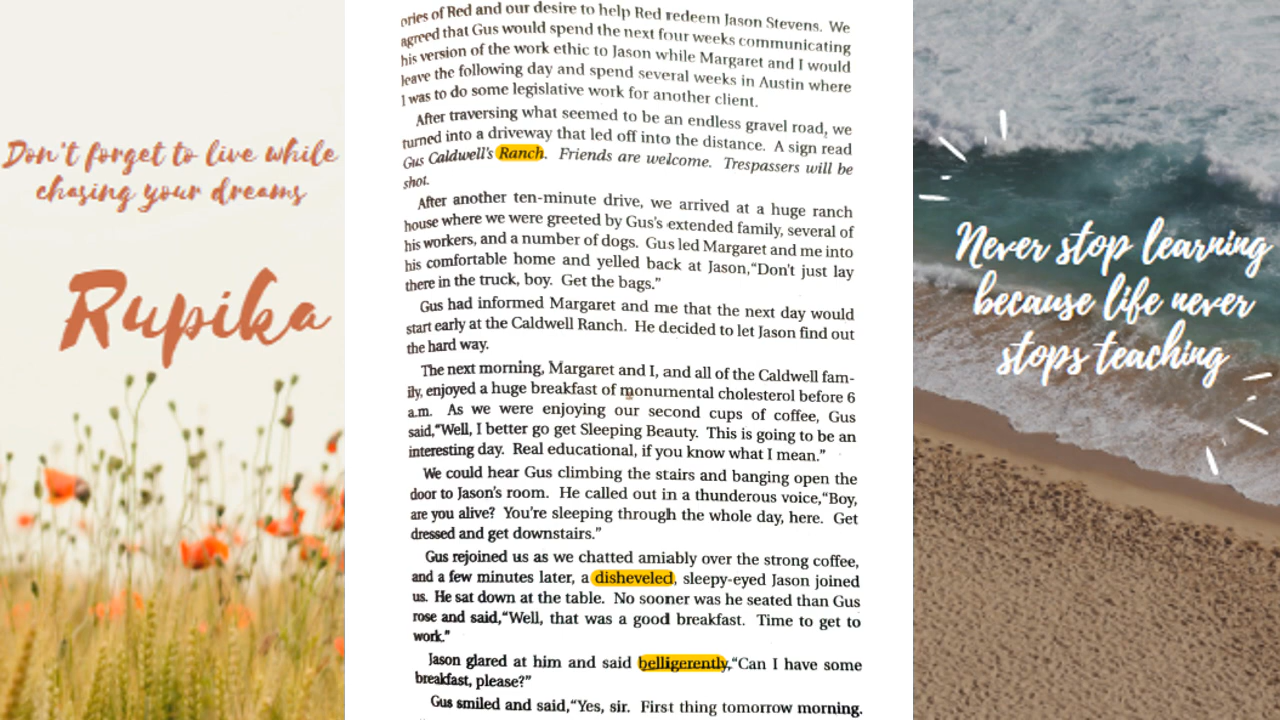 Don't forget to live while
chasing your dreams
Rupika
ories of Red and our desire to help Red redeem Jason Stevens. We
agreed that Gus would spend the next four weeks communicating
his version of the work ethic to Jason while Margaret and I would
leave the following day and spend several weeks in Austin where
I was to do some legislative work for another client.
After traversing what seemed to be an endless gravel road, we
turned into a driveway that led off into the distance. A sign read
Gus Caldwell's Ranch. Friends are welcome. Trespassers will be
shot.
After another ten-minute drive, we arrived at a huge ranch
house where we were greeted by Gus's extended family, several of
his workers, and a number of dogs. Gus led Margaret and me into
his comfortable home and yelled back at Jason,“Don't just lay
there in the truck, boy. Get the bags.”
Gus had informed Margaret and me that the next day would
start early at the Caldwell Ranch. He decided to let Jason find out
the hard way.
The next morning, Margaret and I, and all of the Caldwell fam-
ily, enjoyed a huge breakfast of monumental cholesterol before 6
a.m. As we were enjoying our second cups of coffee, Gus
said,“Well, I better go get Sleeping Beauty. This is going to be an
interesting day. Real educational, if you know what I mean.”
We could hear Gus climbing the stairs and banging open the
door to Jason's room. He called out in a thunderous voice,“Boy,
are you alive? You're sleeping through the whole day, here. Get
dressed and get downstairs.”
Gus rejoined us as we chatted amiably over the strong coffee,
and a few minutes later, a disheveled, sleepy-eyed Jason joined
us. He sat down at the table. No sooner was he seated than Gus
rose and said,“Well, that was a good breakfast. Time to get to
work.”
Jason glared at him and said belligerently,“Can I have some
breakfast, please?”
Gus smiled and said,“Yes, sir. First thing tomorrow morning.
Never stop learning
because life never
stops teaching